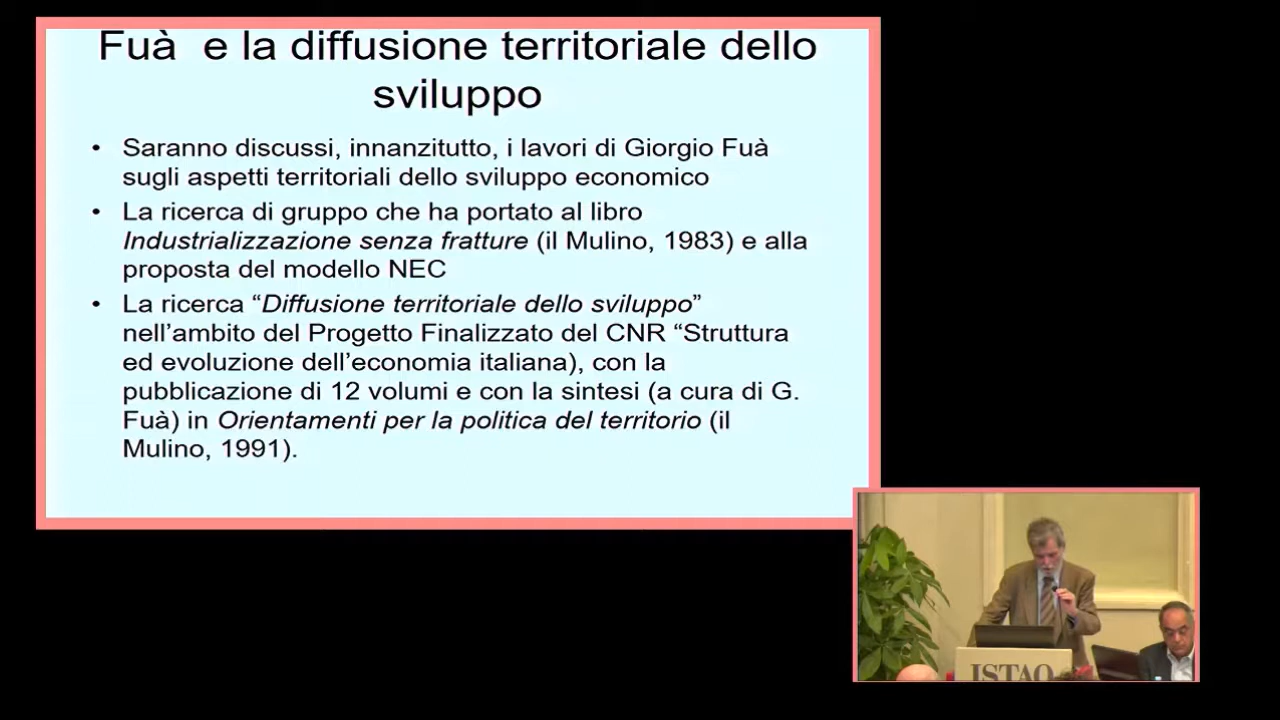 Fuà e la diffusione territoriale dello
sviluppo
• Saranno discussi, innanzitutto, i lavori di Giorgio Fuà
sugli aspetti territoriali dello sviluppo economico
• La ricerca di gruppo che ha portato al libro
Industrializzazione senza fratture (il Mulino, 1983) e alla
proposta del modello NEC
• La ricerca “Diffusione territoriale dello sviluppo”
nell’ambito del Progetto Finalizzato del CNR “Struttura
ed evoluzione dell’economia italiana), con la
pubblicazione di 12 volumi e con la sintesi (a cura di G.
Fuà) in Orientamenti per la politica del territorio (il
Mulino, 1991).
ISTAO